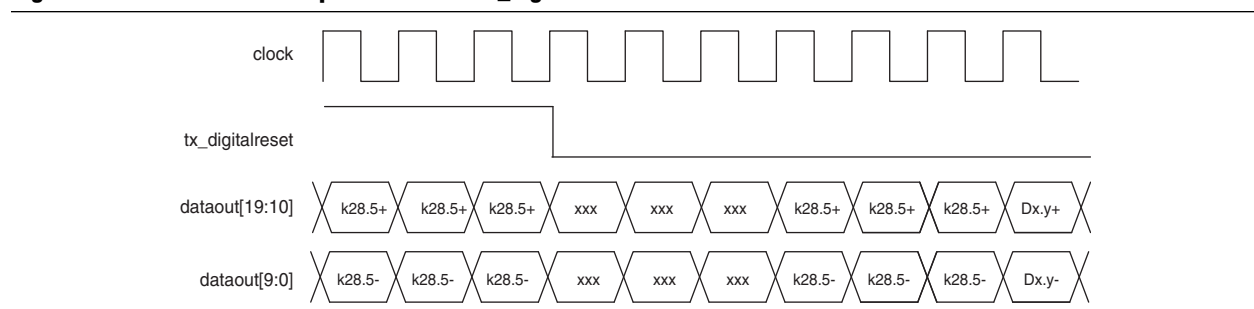 clock
tx_digitalreset
dataout[19:10] k28.5+ k28.5+ k28.5+ xxx xxx xxx k28.5+ k28.5+ k28.5+ Dx.y+
dataout[9:0] k28.5- k28.5- k28.5- xxx xxx xxx k28.5- k28.5- k28.5- Dx.y-